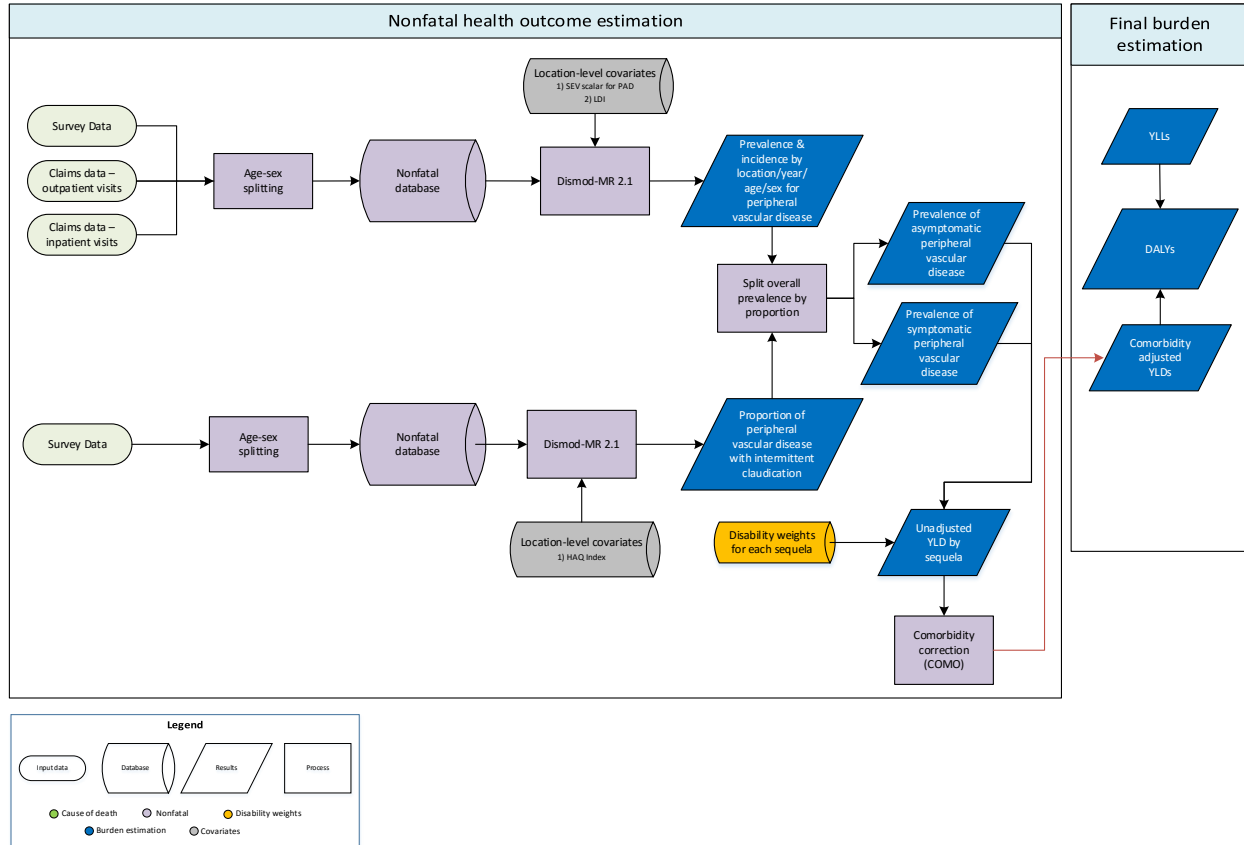 Nonfatal health outcome estimation
Final burden
estimation
Location-level covariates
1) SEV scalar for PAD
2) LDI
Survey Data
Claims data –
outpatient visits
Claims data –
inpatient visits
Age-sex
splitting
Nonfatal
database
Dismod-MR 2.1
Prevalence &
incidence by
location/year/
age/sex for
peripheral
vascular disease
Prevalence of
asymptomatic
peripheral
vascular
disease
Split overall
prevalence by
proportion
Prevalence of
symptomatic
peripheral
vascular
disease
YLLs
DALYs
Comorbidity
adjusted
YLDs
Survey Data
Age-sex
splitting
Nonfatal
database
Dismod-MR 2.1
Proportion of
peripheral
vascular disease
with intermittent
claudication
Location-level covariates
1) HAQ Index
Disability weights
for each sequela
Unadjusted
YLD by
sequela
Comorbidity
correction
(COMO)
Legend
Input data
Database
Results
Process
Cause of death
Nonfatal
Disability weights
Burden estimation
Covariates